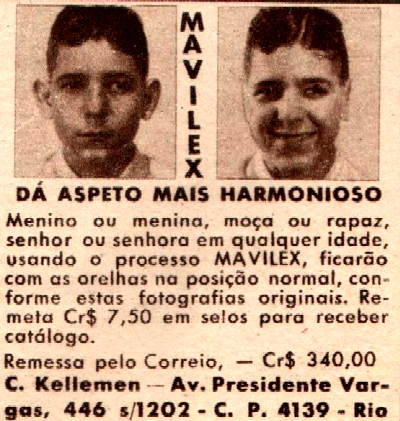 MAVILEX
DÁ ASPETO MAIS HARMONIOSO
Menino ou menina, moça ou rapaz,
senhor ou senhora em qualquer idade,
usando o processo MAVILEX, ficarão
com as orelhas na posição normal, con-
forme estas fotografias originais. Re-
meta Cr$ 7,50 em selos para receber
catálogo.
Remessa pelo Correio, — Cr$ 340,00
C. Kellemen — Av. Presidente Var-
gas, 446 s/1202 - C. P. 4139 - Rio